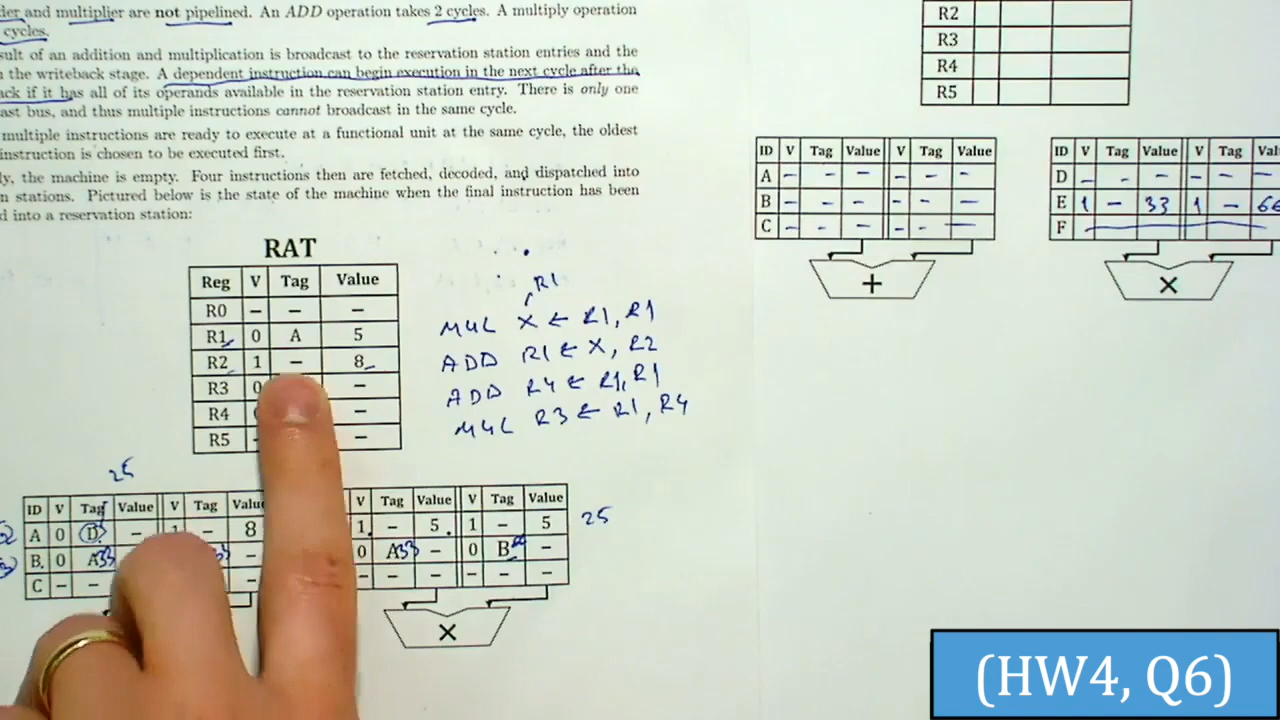 der and multiplier are not pipelined. An ADD operation takes 2 cycles. A multiply operation
cycles.
sult of an addition and multiplication is broadcast to the reservation station entries and the
n the writeback stage. A dependent instruction can begin execution in the next cycle after the
ack if it has all of its operands available in the reservation station entry. There is only one
ast bus, and thus multiple instructions cannot broadcast in the same cycle.
multiple instructions are ready to execute at a functional unit at the same cycle, the oldest
instruction is chosen to be executed first.
ly, the machine is empty. Four instructions then are fetched, decoded, and dispatched into
n stations. Pictured below is the state of the machine when the final instruction has been
d into a reservation station:
RAT
Reg V Tag Value
R0 – – –
R1 0 A 5
R2 1 – 8
R3 0 –
R4 –
R5 – –
R1
MUL X ← R1, R1
ADD R1 ← X, R2
ADD R4 ← R1, R1
MUL R3 ← R1, R4
25
ID V Tag Value V Tag Valu
A 0 D – 1 – 8
B 0 A 33 –
C – –
V Tag Value V Tag Value
1 – 5 1 – 5
0 A 33 – 0 B –
– –
25
×
R2
R3
R4
R5
ID V Tag Value V Tag Value
A – – – – – –
B – – – – – –
C – – – – – –
+
ID V Tag Value V Tag Val
D – – – – – –
E 1 – 33 1 – 66
F
×
(HW4, Q6)